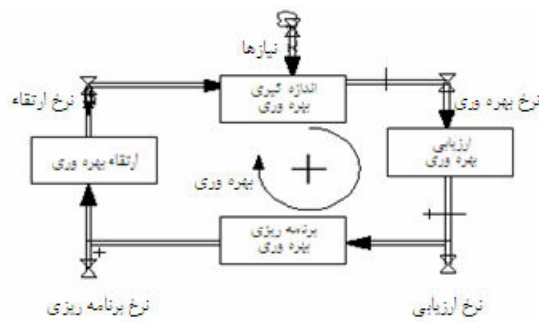 نیازها
اندازه گیری
بهره وری
نرخ بهره وری
نرخ ارتقاء
ارزیابی
بهره وری
ارتقاء بهره وری
بهره وری
برنامه ریزی
بهره وری
نرخ ارزیابی
نرخ برنامه ریزی